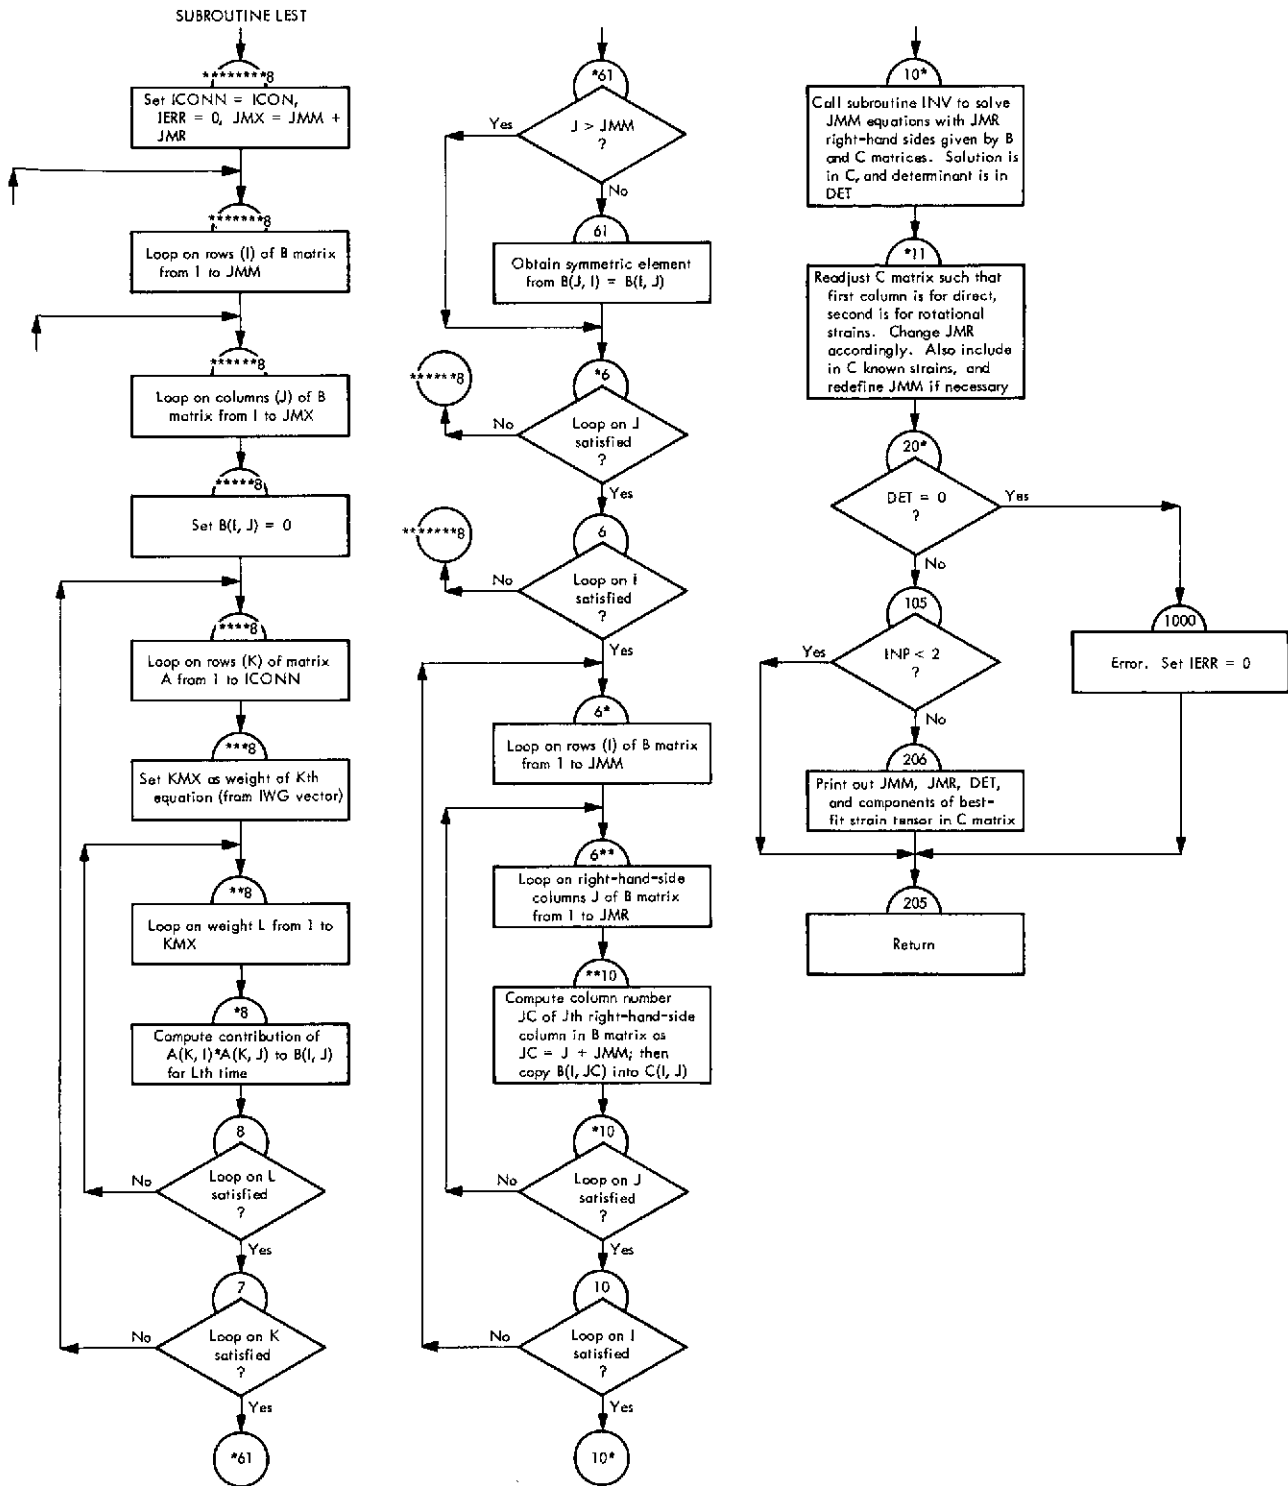 SUBROUTINE LEST
********8
Set ICONN = ICON,
IERR = 0, JMX = JMM +
JMR
*******8
Loop on rows (I) of B matrix
from 1 to JMM
******8
Loop on columns (J) of B
matrix from I to JMX
*****8
Set B(I, J) = 0
****8
Loop on rows (K) of matrix
A from 1 to ICONN
***8
Set KMX as weight of Kth
equation (from IWG vector)
**8
Loop on weight L from 1 to
KMX
*8
Compute contribution of
A(K, I)*A(K, J) to B(I, J)
for Lth time
8
Loop on L
satisfied
?
No
Yes
7
Loop on K
satisfied
?
No
Yes
*61
*61
J > JMM
?
Yes
No
61
Obtain symmetric element
from B(J, I) = B(I, J)
******8
*6
Loop on J
satisfied
?
No
Yes
*******8
6
Loop on I
satisfied
?
No
Yes
6*
Loop on rows (I) of B matrix
from 1 to JMM
6**
Loop on right-hand-side
columns J of B matrix
from 1 to JMR
**10
Compute column number
JC of Jth right-hand-side
column in B matrix as
JC = J + JMM; then
copy B(I, JC) into C(I, J)
*10
Loop on J
satisfied
?
No
Yes
10
Loop on I
satisfied
?
No
Yes
10*
10*
Call subroutine INV to solve
JMM equations with JMR
right-hand sides given by B
and C matrices. Solution is
in C, and determinant is in
DET
*11
Readjust C matrix such that
first column is for direct,
second is for rotational
strains. Change JMR
accordingly. Also include
in C known strains, and
redefine JMM if necessary
20*
DET = 0
?
Yes
No
105
INP < 2
?
Yes
No
1000
Error. Set IERR = 0
206
Print out JMM, JMR, DET,
and components of best-
fit strain tensor in C matrix
205
Return